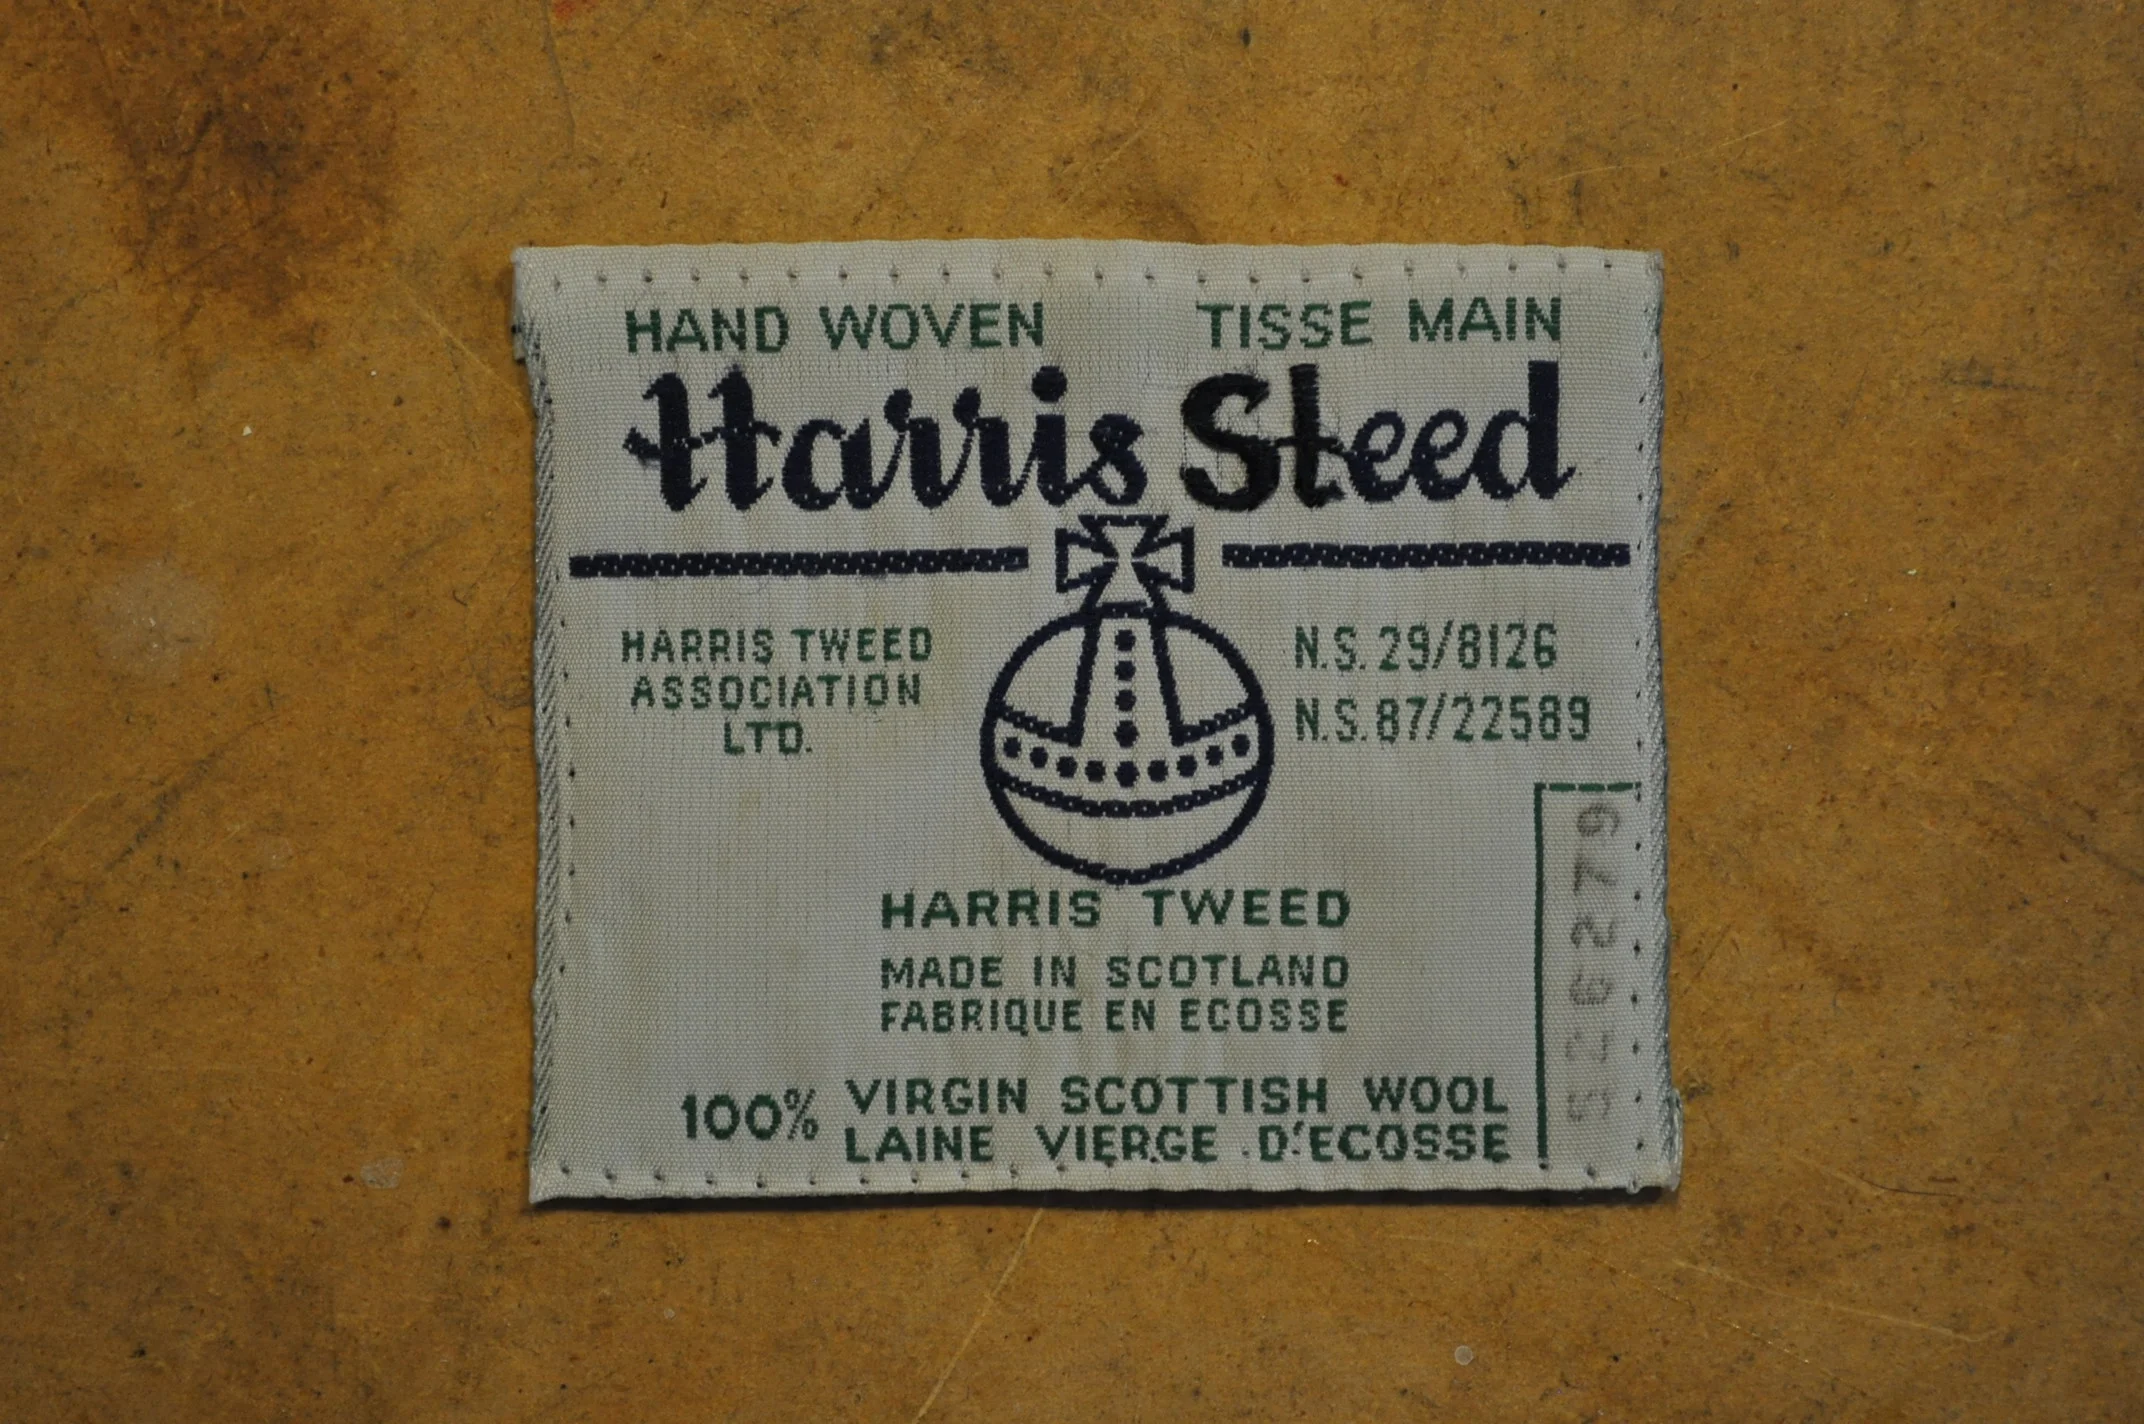 HAND WOVEN TISSE MAIN
Harris Steed
HARRIS TWEED
ASSOCIATION
LTD.
N.S. 29/8126
N.S. 87/22589
HARRIS TWEED
MADE IN SCOTLAND
FABRIQUE EN ECOSSE
100% VIRGIN SCOTTISH WOOL
LAINE VIERGE D'ECOSSE